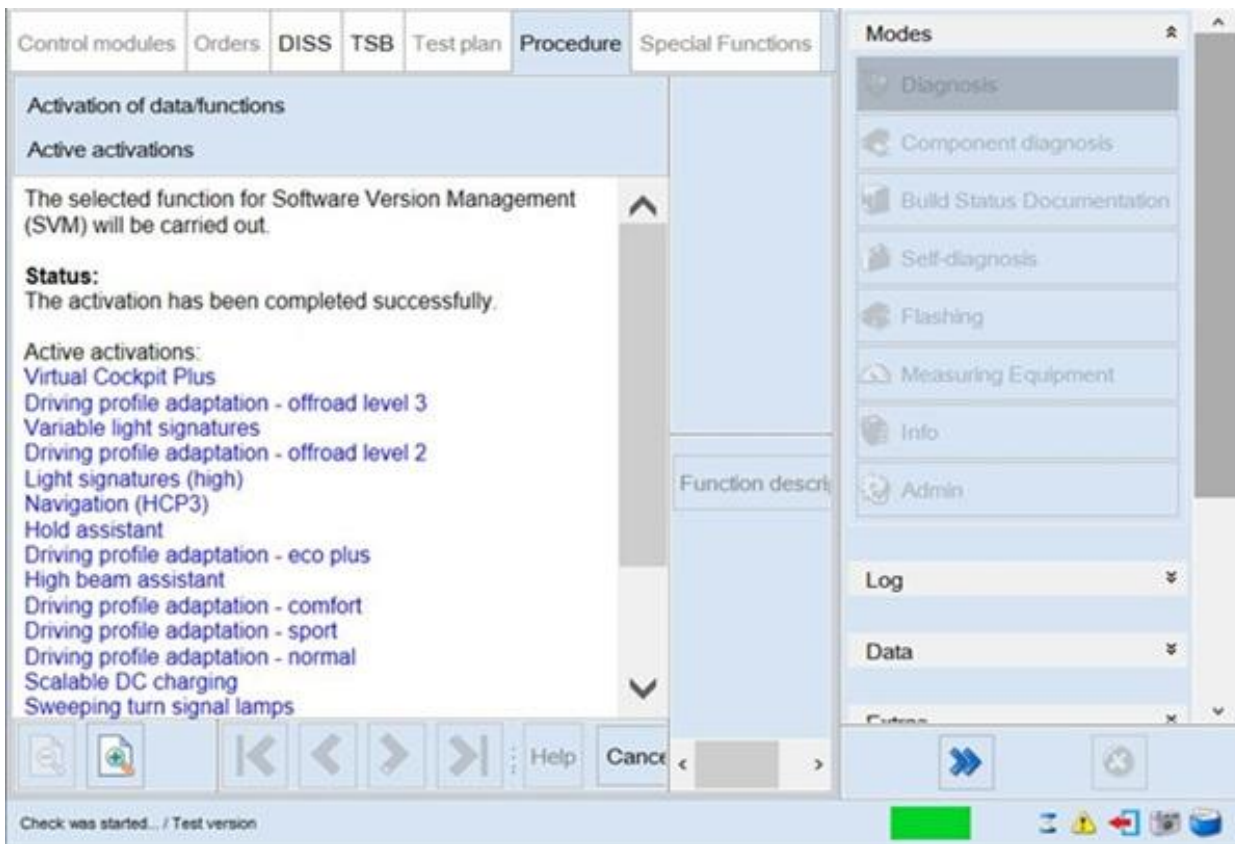 Control modules
Orders
DISS
TSB
Test plan
Procedure
Special Functions
Activation of data/functions
Active activations
The selected function for Software Version Management
(SVM) will be carried out.
Status:
The activation has been completed successfully.
Active activations:
Virtual Cockpit Plus
Driving profile adaptation - offroad level 3
Variable light signatures
Driving profile adaptation - offroad level 2
Light signatures (high)
Navigation (HCP3)
Hold assistant
Driving profile adaptation - eco plus
High beam assistant
Driving profile adaptation - comfort
Driving profile adaptation - sport
Driving profile adaptation - normal
Scalable DC charging
Sweeping turn signal lamps
Function descri
Help
Cance
Modes
Diagnosis
Component diagnosis
Build Status Documentation
Self-diagnosis
Flashing
Measuring Equipment
Info
Admin
Log
Data
Extras
Check was started... / Test version